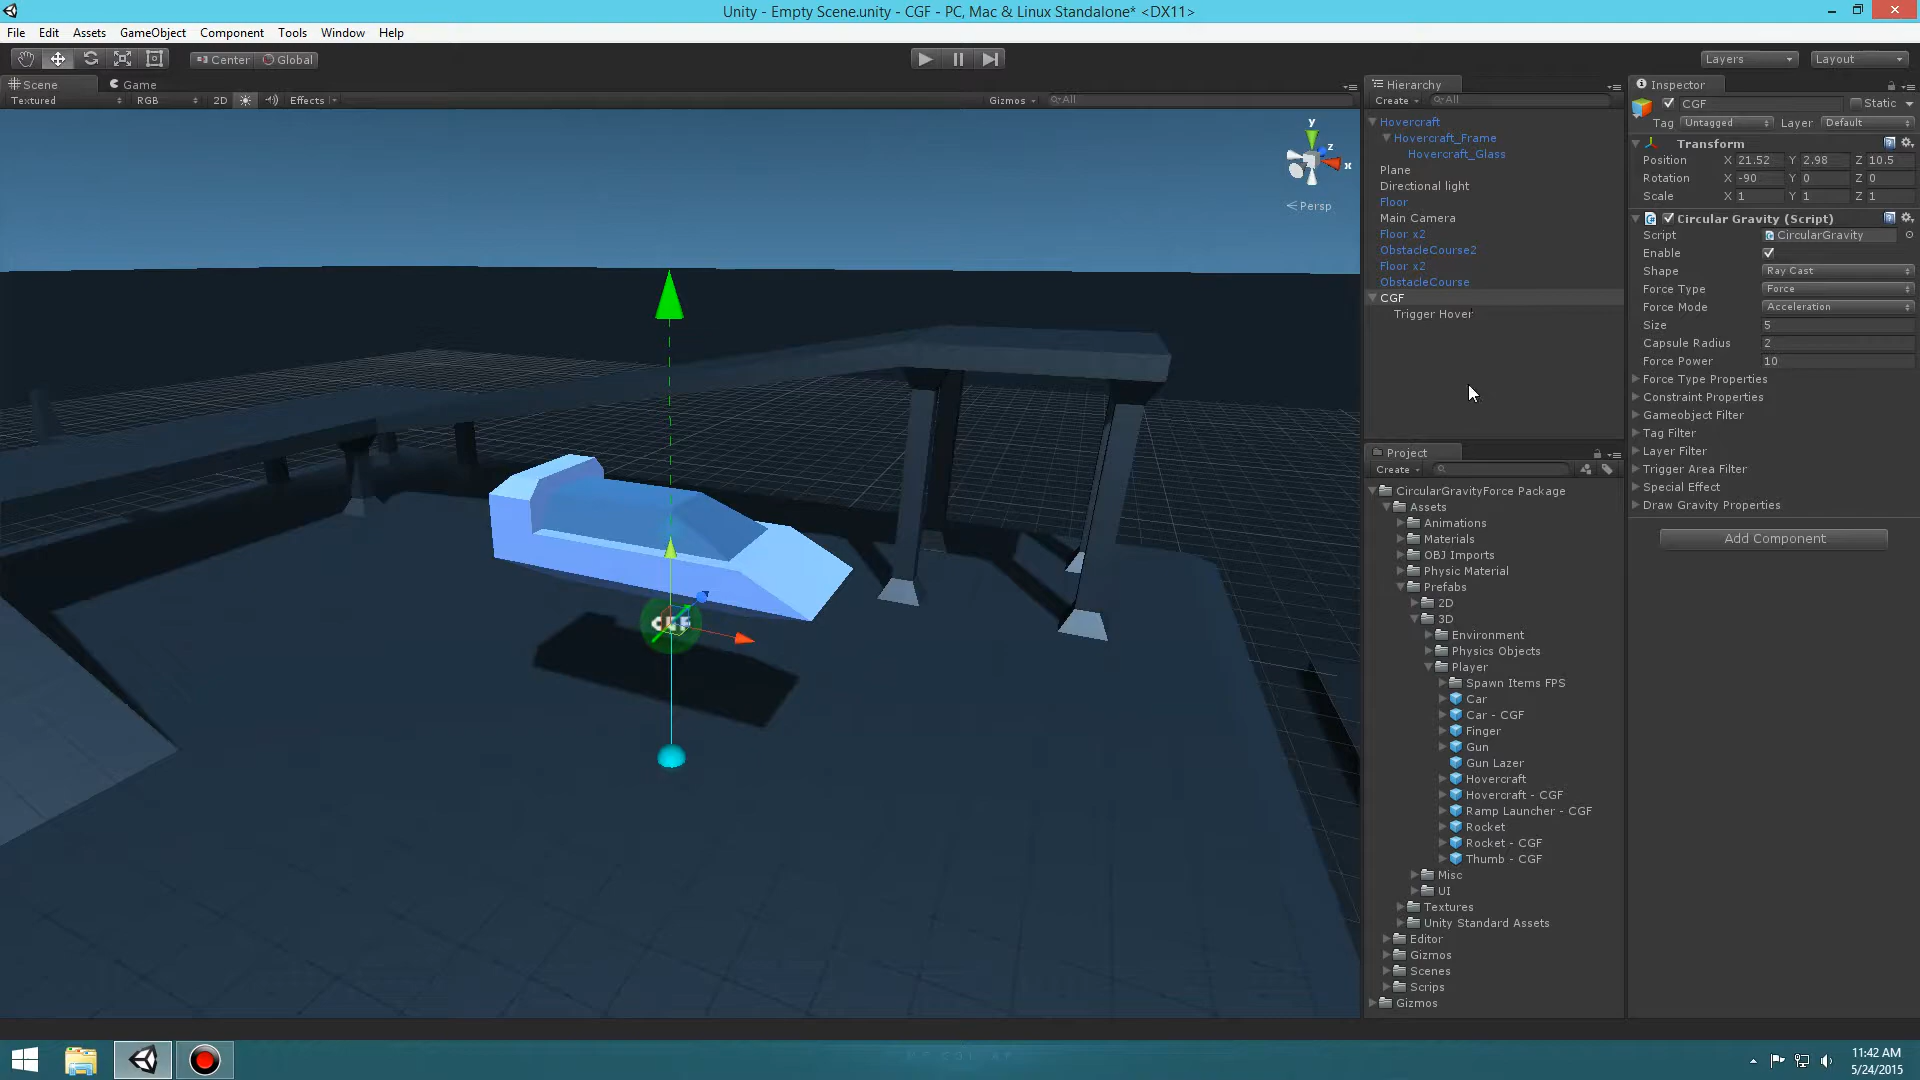 Unity - Empty Scene.unity - CGF - PC, Mac & Linux Standalone* <DX11>
File Edit Assets GameObject Component Tools Window Help
Center Global
Layers Layout
Scene Game
Textured RGB 2D Effects Gizmos All
y
z
x
Persp
CGF
Hierarchy
Create All
Hovercraft
Hovercraft_Frame
Hovercraft_Glass
Plane
Directional light
Floor
Main Camera
Floor x2
ObstacleCourse2
Floor x2
ObstacleCourse
CGF
Trigger Hover
Project
Create
CircularGravityForce Package
Assets
Animations
Materials
OBJ Imports
Physic Material
Prefabs
2D
3D
Environment
Physics Objects
Player
Spawn Items FPS
Car
Car - CGF
Finger
Gun
Gun Lazer
Hovercraft
Hovercraft - CGF
Ramp Launcher - CGF
Rocket
Rocket - CGF
Thumb - CGF
Misc
UI
Textures
Unity Standard Assets
Editor
Gizmos
Scenes
Scrips
Gizmos
Inspector
CGF Static
Tag Untagged Layer Default
Transform
Position X 21.52 Y 2.98 Z 10.5
Rotation X -90 Y 0 Z 0
Scale X 1 Y 1 Z 1
Circular Gravity (Script)
Script CircularGravity
Enable
Shape Ray Cast
Force Type Force
Force Mode Acceleration
Size 5
Capsule Radius 2
Force Power 10
Force Type Properties
Constraint Properties
Gameobject Filter
Tag Filter
Layer Filter
Trigger Area Filter
Special Effect
Draw Gravity Properties
Add Component
11:42 AM
5/24/2015